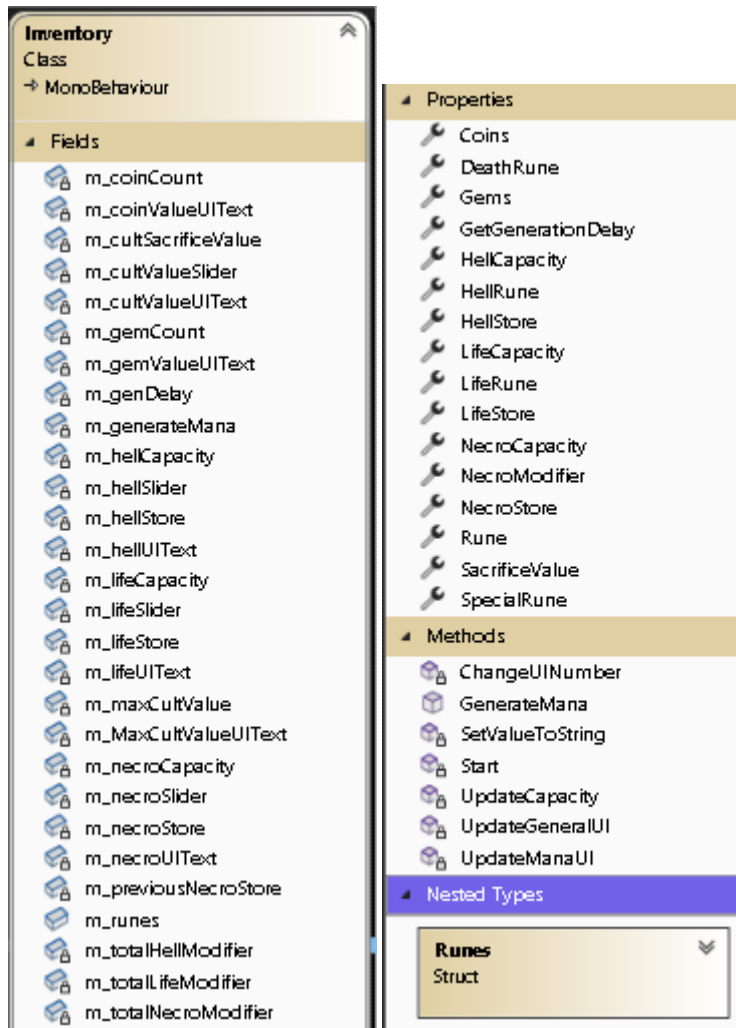 Inventory
Class
MonoBehaviour
Fields
m_coinCount
m_coinValueUIText
m_cultSacrificeValue
m_cultValueSlider
m_cultValueUIText
m_gemCount
m_gemValueUIText
m_genDelay
m_generateMana
m_hellCapacity
m_hellSlider
m_hellStore
m_hellUIText
m_lifeCapacity
m_lifeSlider
m_lifeStore
m_lifeUIText
m_maxCultValue
m_MaxCultValueUIText
m_necroCapacity
m_necroSlider
m_necroStore
m_necroUIText
m_previousNecroStore
m_runes
m_totalHellModifier
m_totalLifeModifier
m_totalNecroModifier
Properties
Coins
DeathRune
Gems
GetGenerationDelay
HellCapacity
HellRune
HellStore
LifeCapacity
LifeRune
LifeStore
NecroCapacity
NecroModifier
NecroStore
Rune
SacrificeValue
SpecialRune
Methods
ChangeUINumber
GenerateMana
SetValueToString
Start
UpdateCapacity
UpdateGeneralUI
UpdateManaUI
Nested Types
Runes
Struct